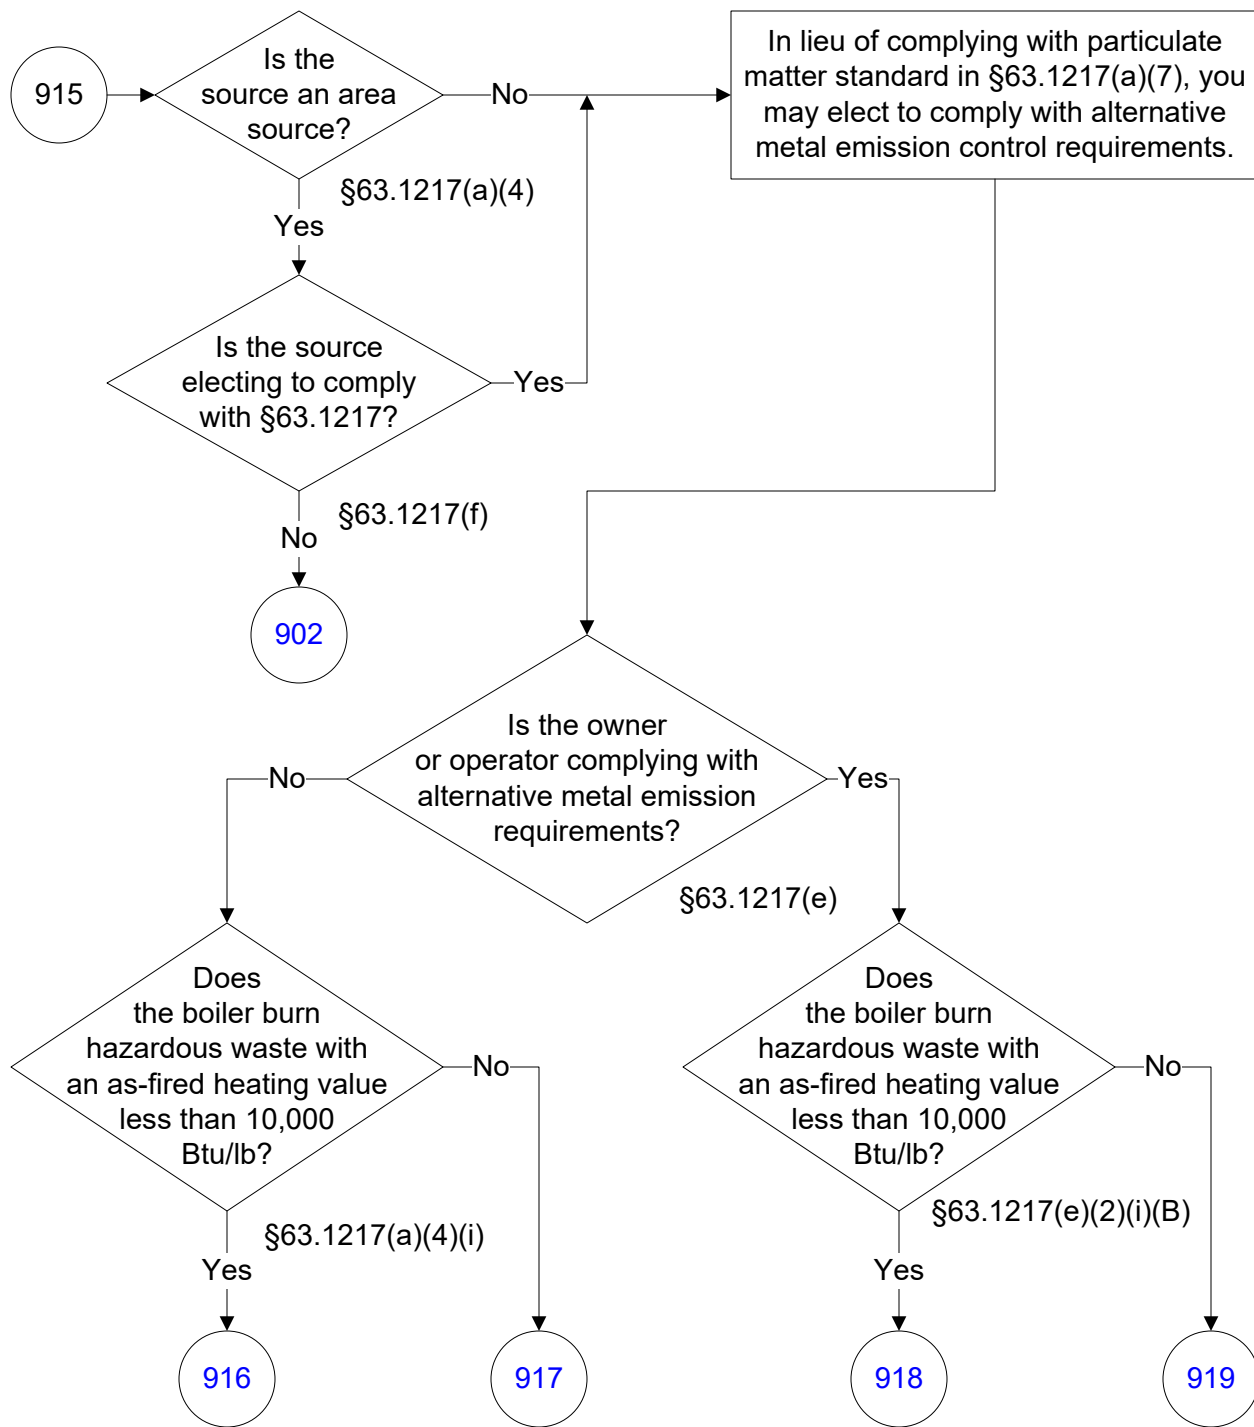 915
Is the
source an area
source?
No
In lieu of complying with particulate
matter standard in §63.1217(a)(7), you
may elect to comply with alternative
metal emission control requirements.
§63.1217(a)(4)
Yes
Is the source
electing to comply
with §63.1217?
Yes
§63.1217(f)
No
902
Is the owner
or operator complying with
alternative metal emission
requirements?
No
Yes
§63.1217(e)
Does
the boiler burn
hazardous waste with
an as-fired heating value
less than 10,000
Btu/lb?
No
§63.1217(a)(4)(i)
Yes
916
917
Does
the boiler burn
hazardous waste with
an as-fired heating value
less than 10,000
Btu/lb?
No
§63.1217(e)(2)(i)(B)
Yes
918
919